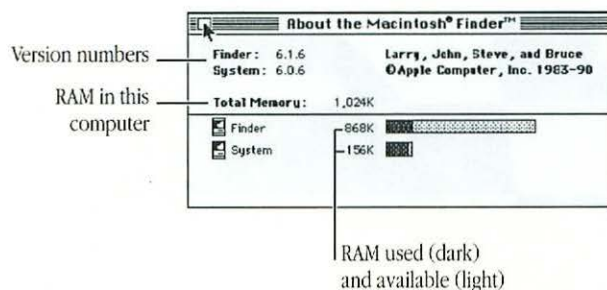 About the Macintosh® Finder™
Version numbers
Finder: 6.1.6 Larry, John, Steve, and Bruce
System: 6.0.6 ©Apple Computer, Inc. 1983-90
RAM in this
computer
Total Memory: 1,024K
Finder 868K
System 156K
RAM used (dark)
and available (light)